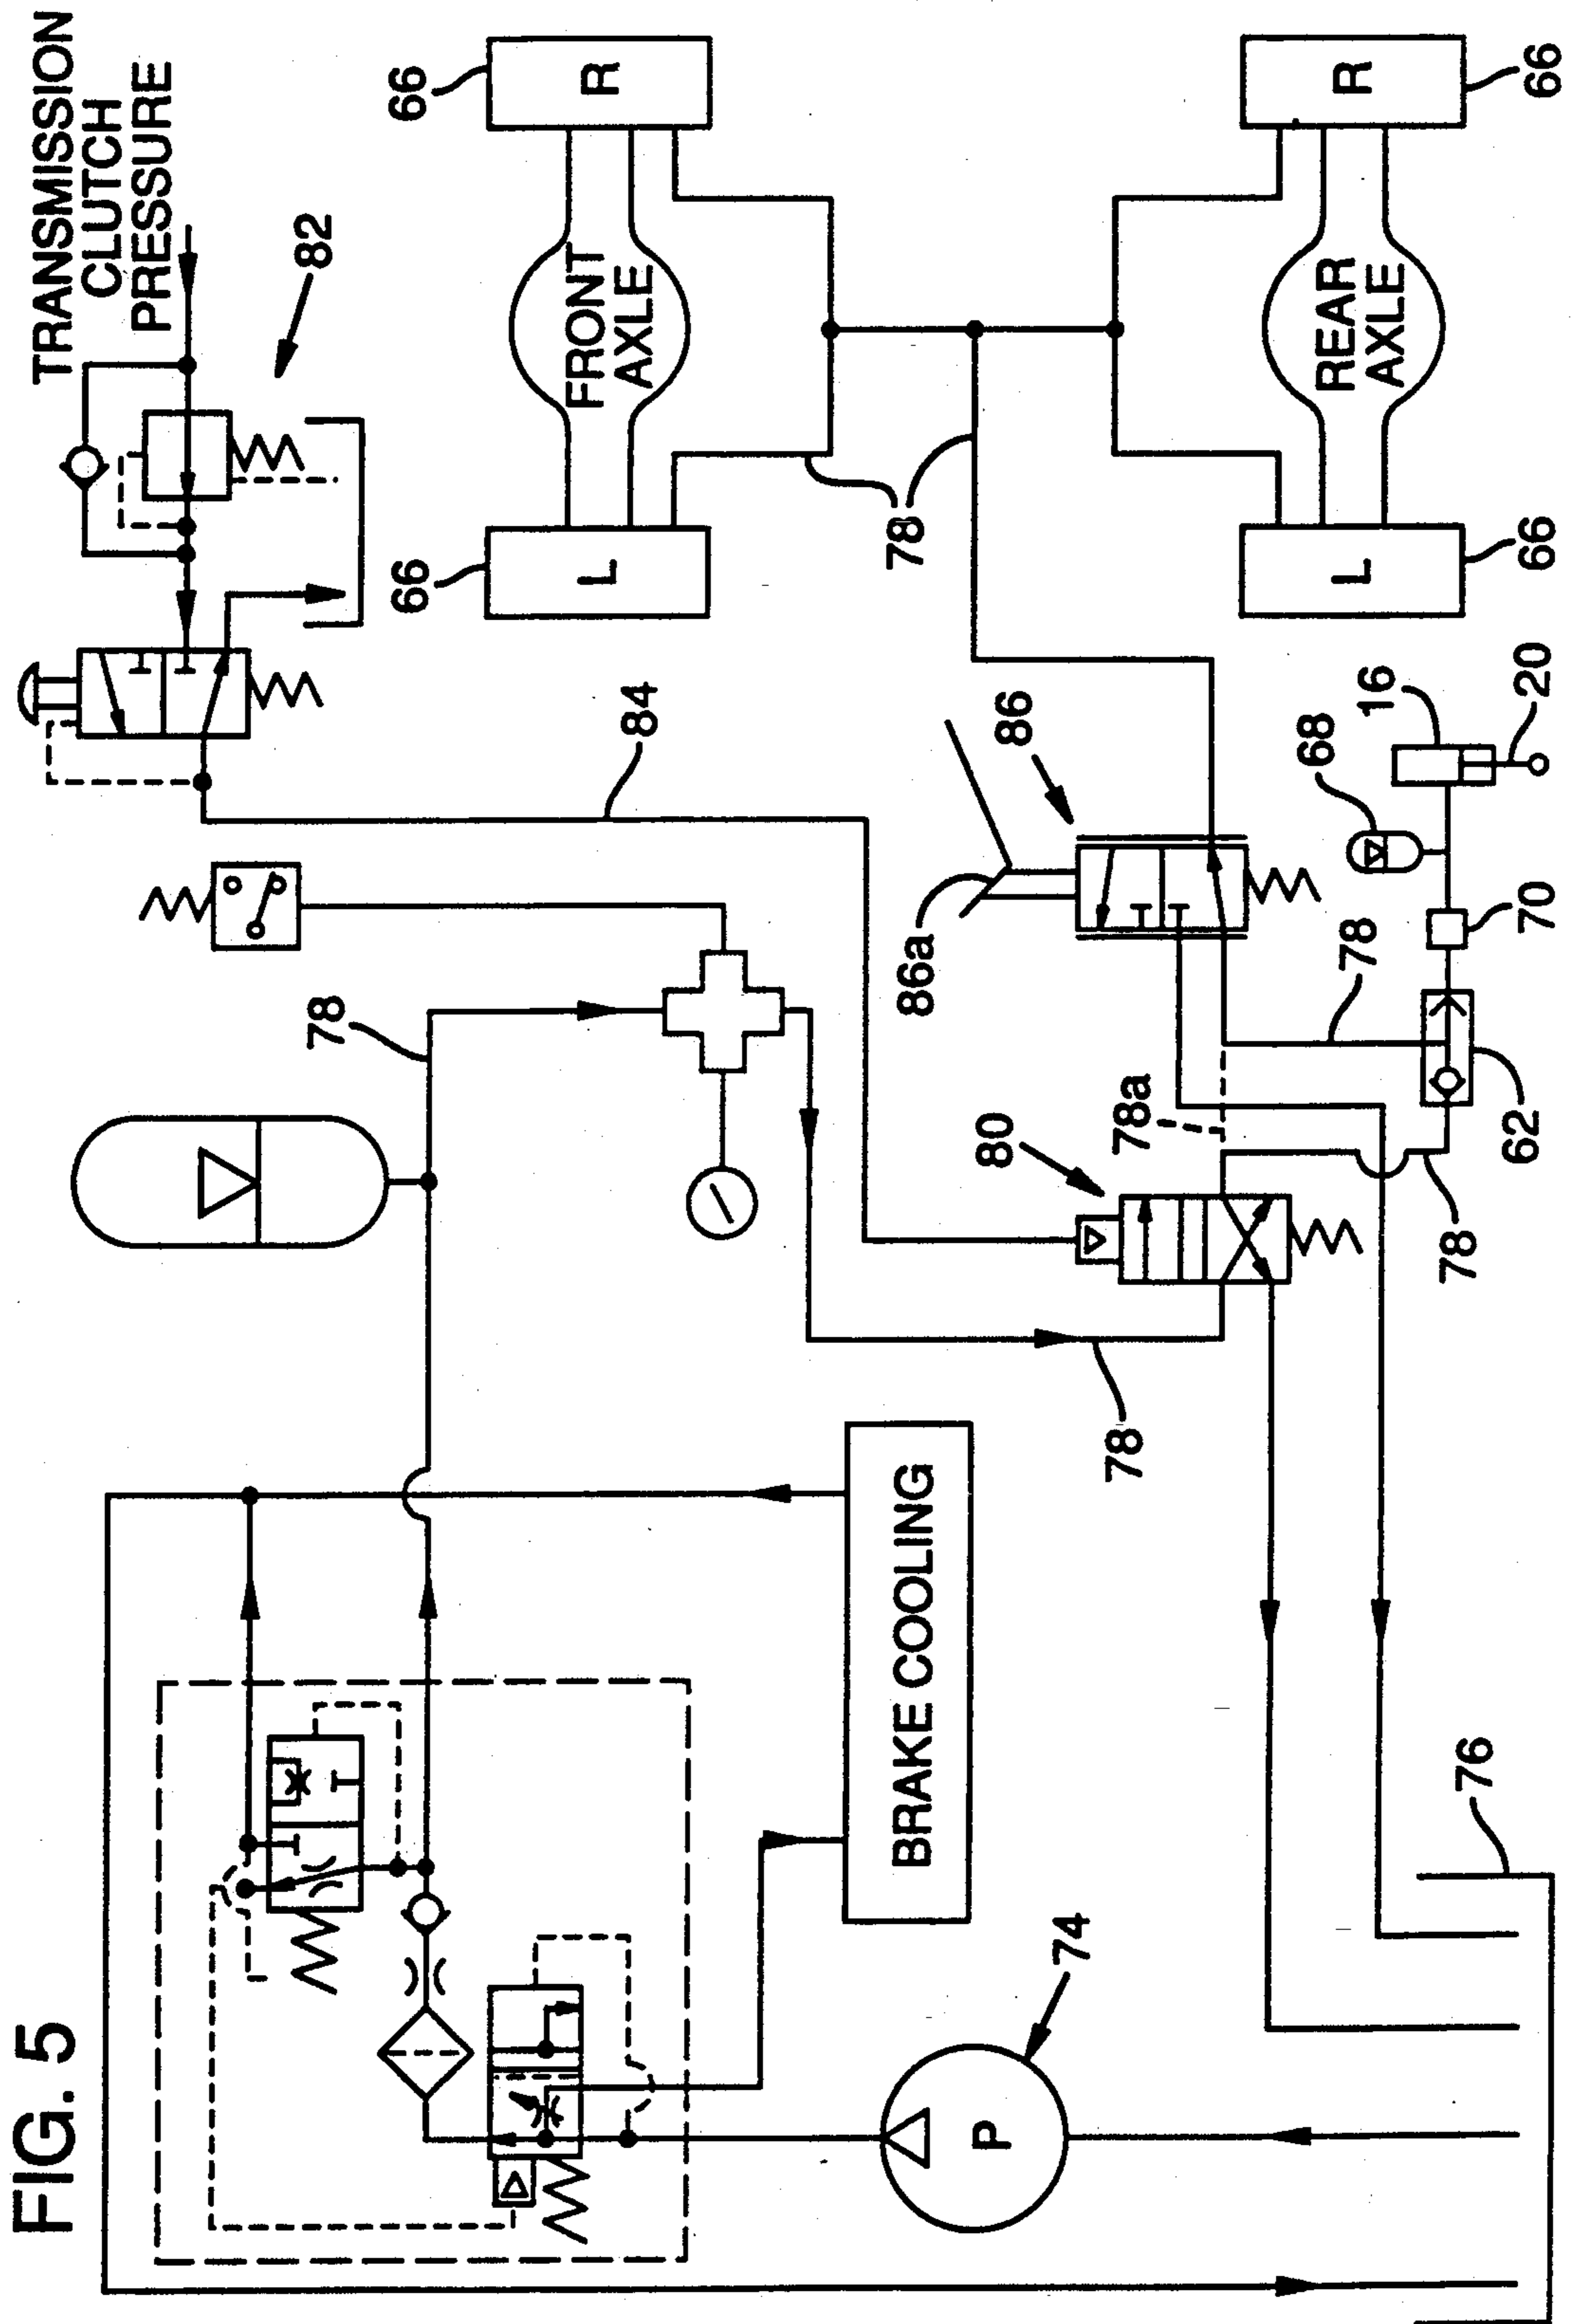 FIG. 5
TRANSMISSION
CLUTCH
PRESSURE
82
66
66
R
L
FRONT
AXLE
78
84
78
86
86a
80
78a
16
68
20
70
78
62
78
78
66
66
R
L
REAR
AXLE
BRAKE COOLING
74
P
76